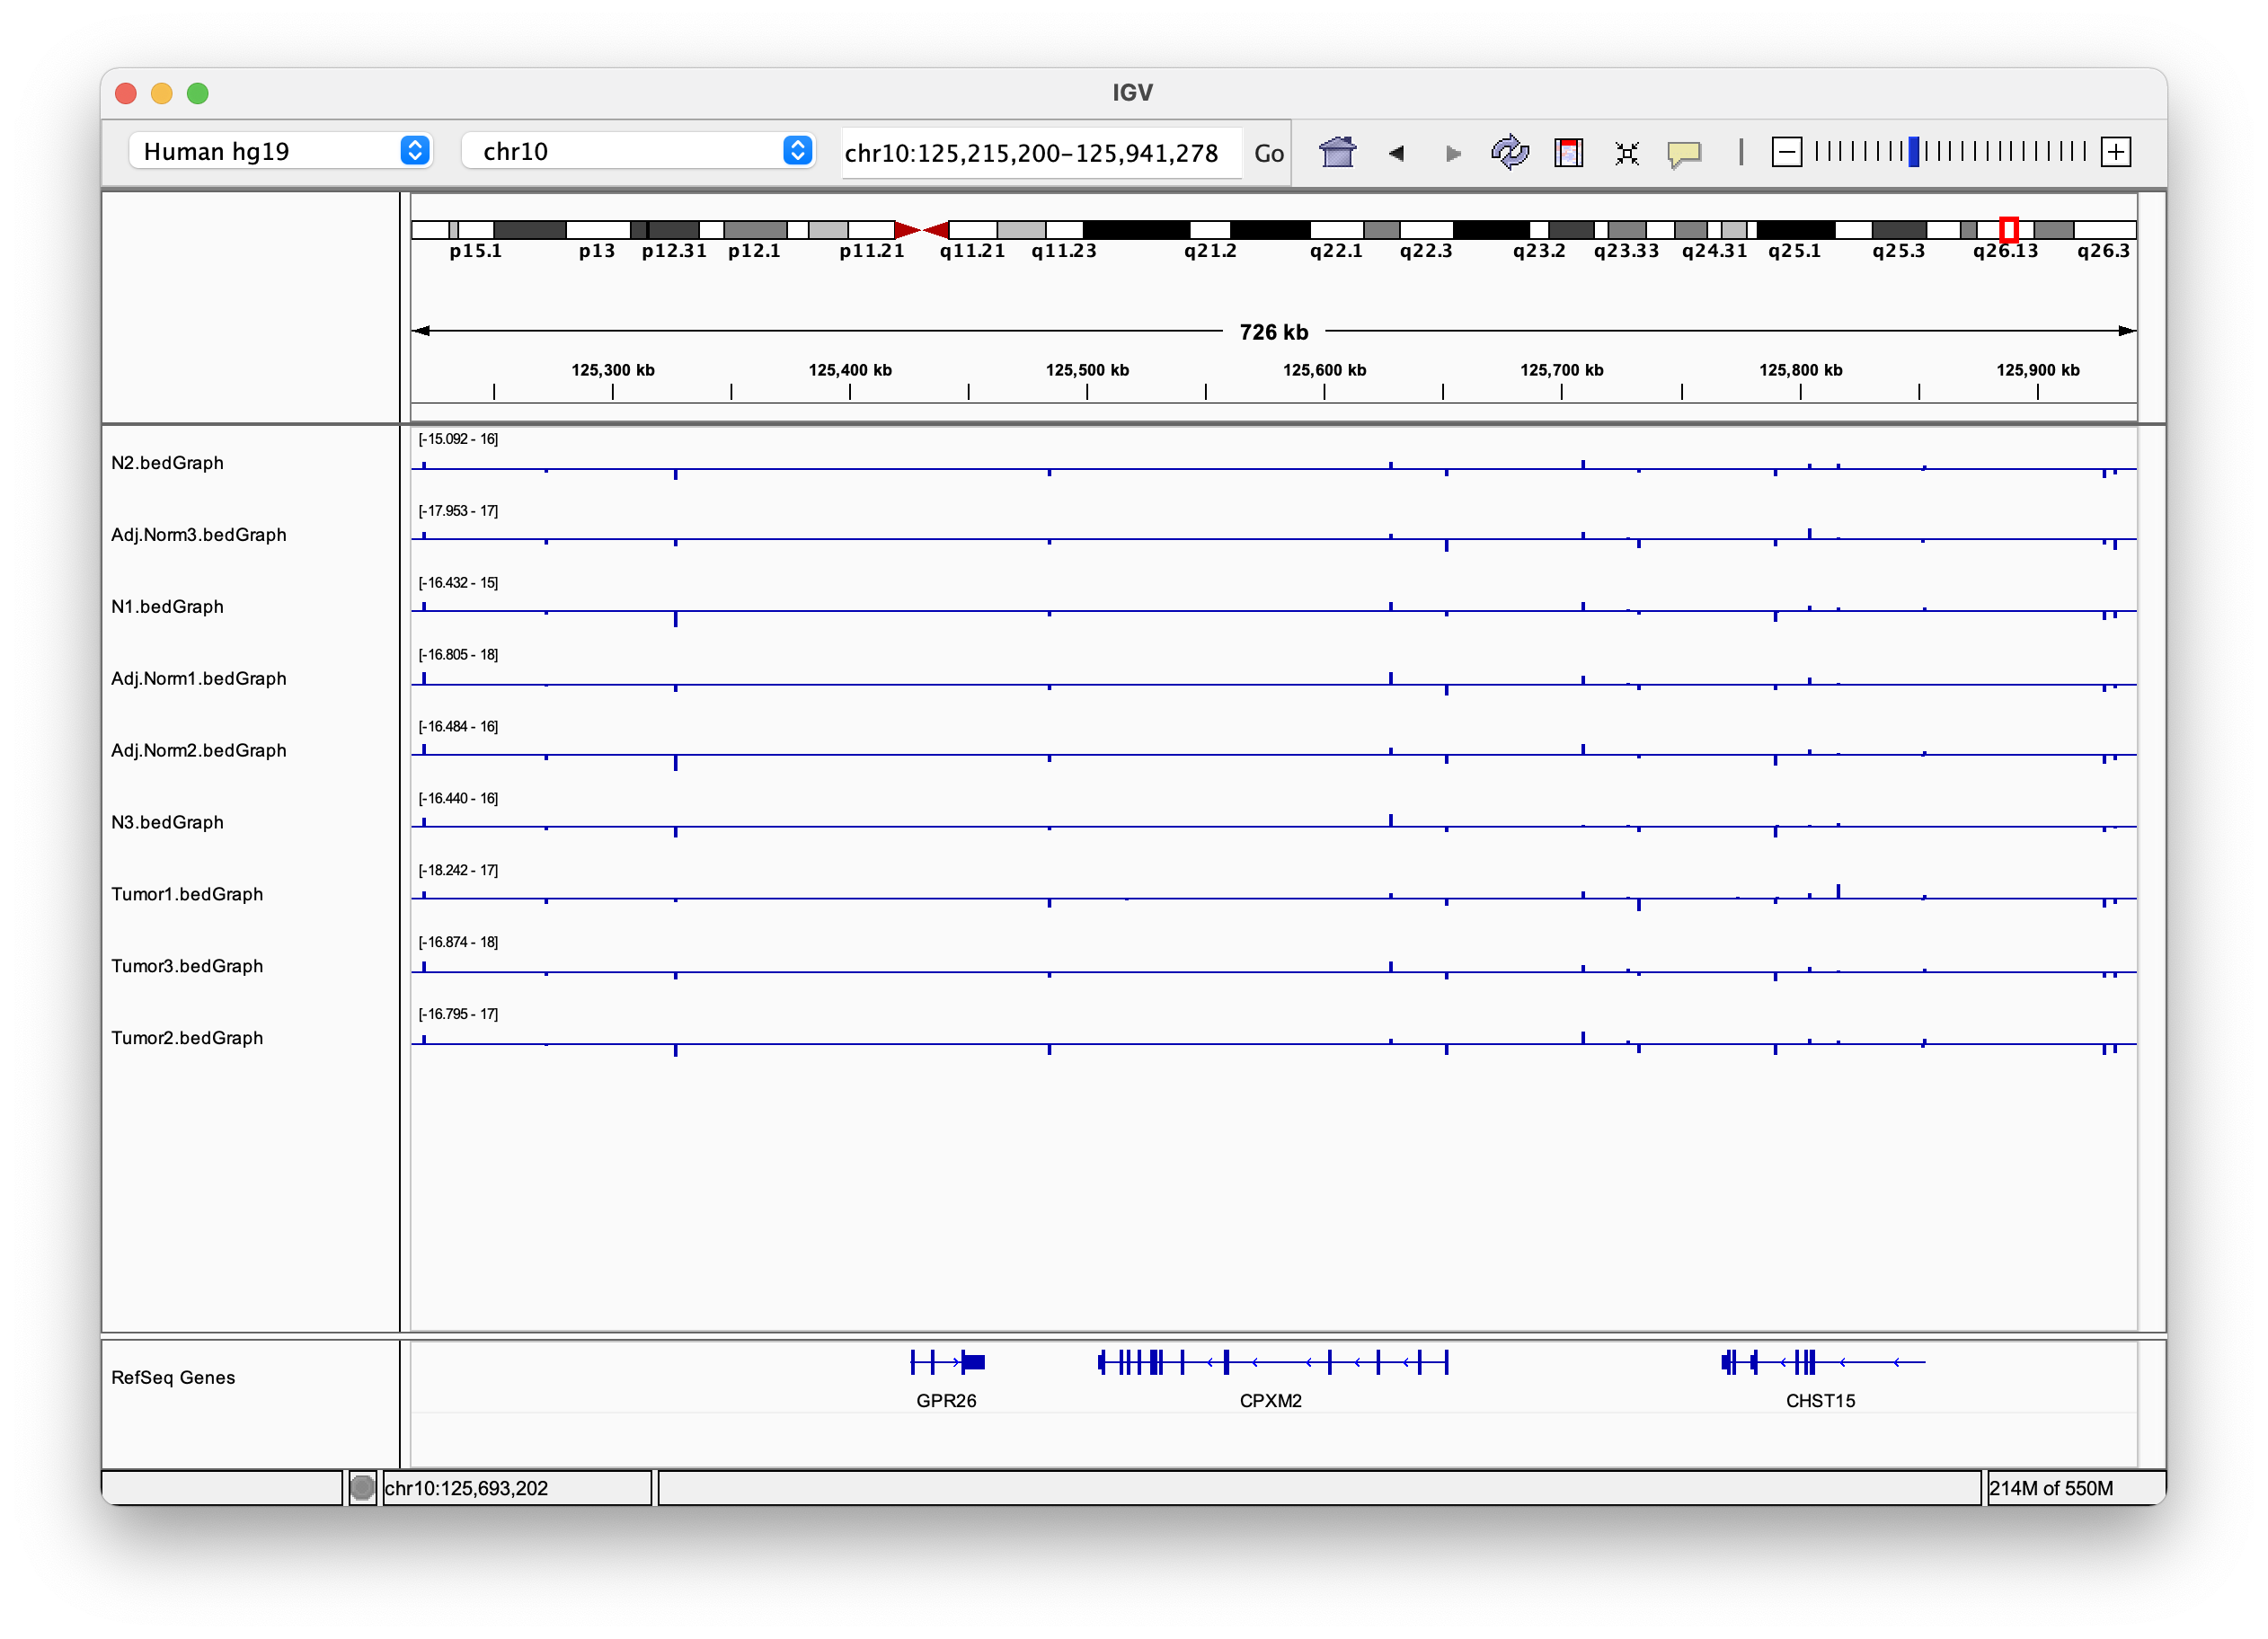 IGV
Human hg19 chr10 chr10:125,215,200-125,941,278 Go
p15.1 p13 p12.31 p12.1 p11.21 q11.21 q11.23 q21.2 q22.1 q22.3 q23.2 q23.33 q24.31 q25.1 q25.3 q26.13 q26.3
726 kb
125,300 kb 125,400 kb 125,500 kb 125,600 kb 125,700 kb 125,800 kb 125,900 kb
[-15.092 - 16]
N2.bedGraph
[-17.953 - 17]
Adj.Norm3.bedGraph
[-16.432 - 15]
N1.bedGraph
[-16.805 - 18]
Adj.Norm1.bedGraph
[-16.484 - 16]
Adj.Norm2.bedGraph
[-16.440 - 16]
N3.bedGraph
[-18.242 - 17]
Tumor1.bedGraph
[-16.874 - 18]
Tumor3.bedGraph
[-16.795 - 17]
Tumor2.bedGraph
RefSeq Genes
GPR26 CPXM2 CHST15
chr10:125,693,202 214M of 550M